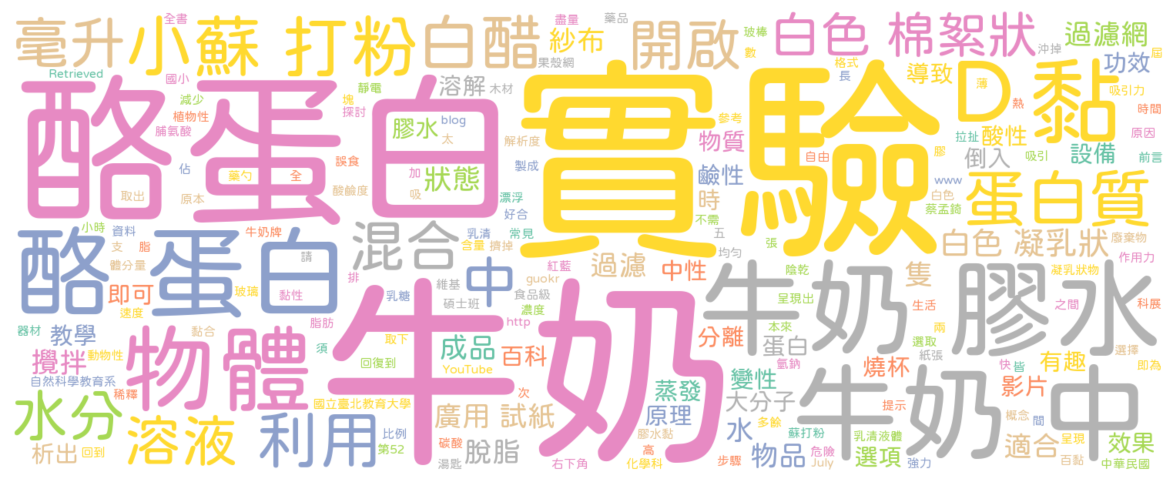 全書 盡量 藥品
毫升 小蘇 打粉 白醋 紗布 開啟 玻棒 白色 棉絮狀 沖掉 過濾網
果殼網 數 格式 屆
Retrieved 國小 靜電 溶解 木材 長 導致 薄 吸引力 功效
減少 塊 探討 D 黏 熱
酪蛋白 實驗
植物性 膠水 blog 參考 時間
脯氨酸 太 解析度 物質 拉扯 酸性 原因
誤食 自由 膠 倒入 吸引 設備 前言
佔 藥勺 全 狀態 製成 鹼性 www 蛋白質
取出 原本 酸鹼度 加 吸 漂浮 時 白色 蔡孟錡
好合 不需
小時 資料 牛奶牌 乳清 常見 五 張 白色 凝乳狀 廢棄物
酪蛋白 支 脂 混合 含量 擠掉 均勻
體分量 請 中 過濾 中性 隻 作用力
即可 玻璃 黏性 排 維基 guokr 紅藍 陰乾 凝乳狀物
乳糖 碩士班 食品級 牛奶 膠水
速度 濃度 呈現出 生活 之間 科展
器材 教學 黏合 脂肪 http 分離 本來 雨
物體 牛奶 須 取下 成品 蛋白 選取 紙張 快 皆 選擇
攪拌 動物性 回復到 百科 氫鈉 燒杯 有趣 即為
自然科學教育系 YouTube 蒸發 變性 牛奶中 影片
稀釋 國立臺北教育大學 次 大分子 提示 概念 間
水分 溶液 利用 比例 廣用 試紙 原理 多餘 膠水黏 蘇打粉 呈現
碳酸 水 乳清液體 適合 效果
析出 回到 第52 脫脂 高 物品 危險 選項 百黏
湯匙 右下角 化學科 步驟 July 強力 中華民國